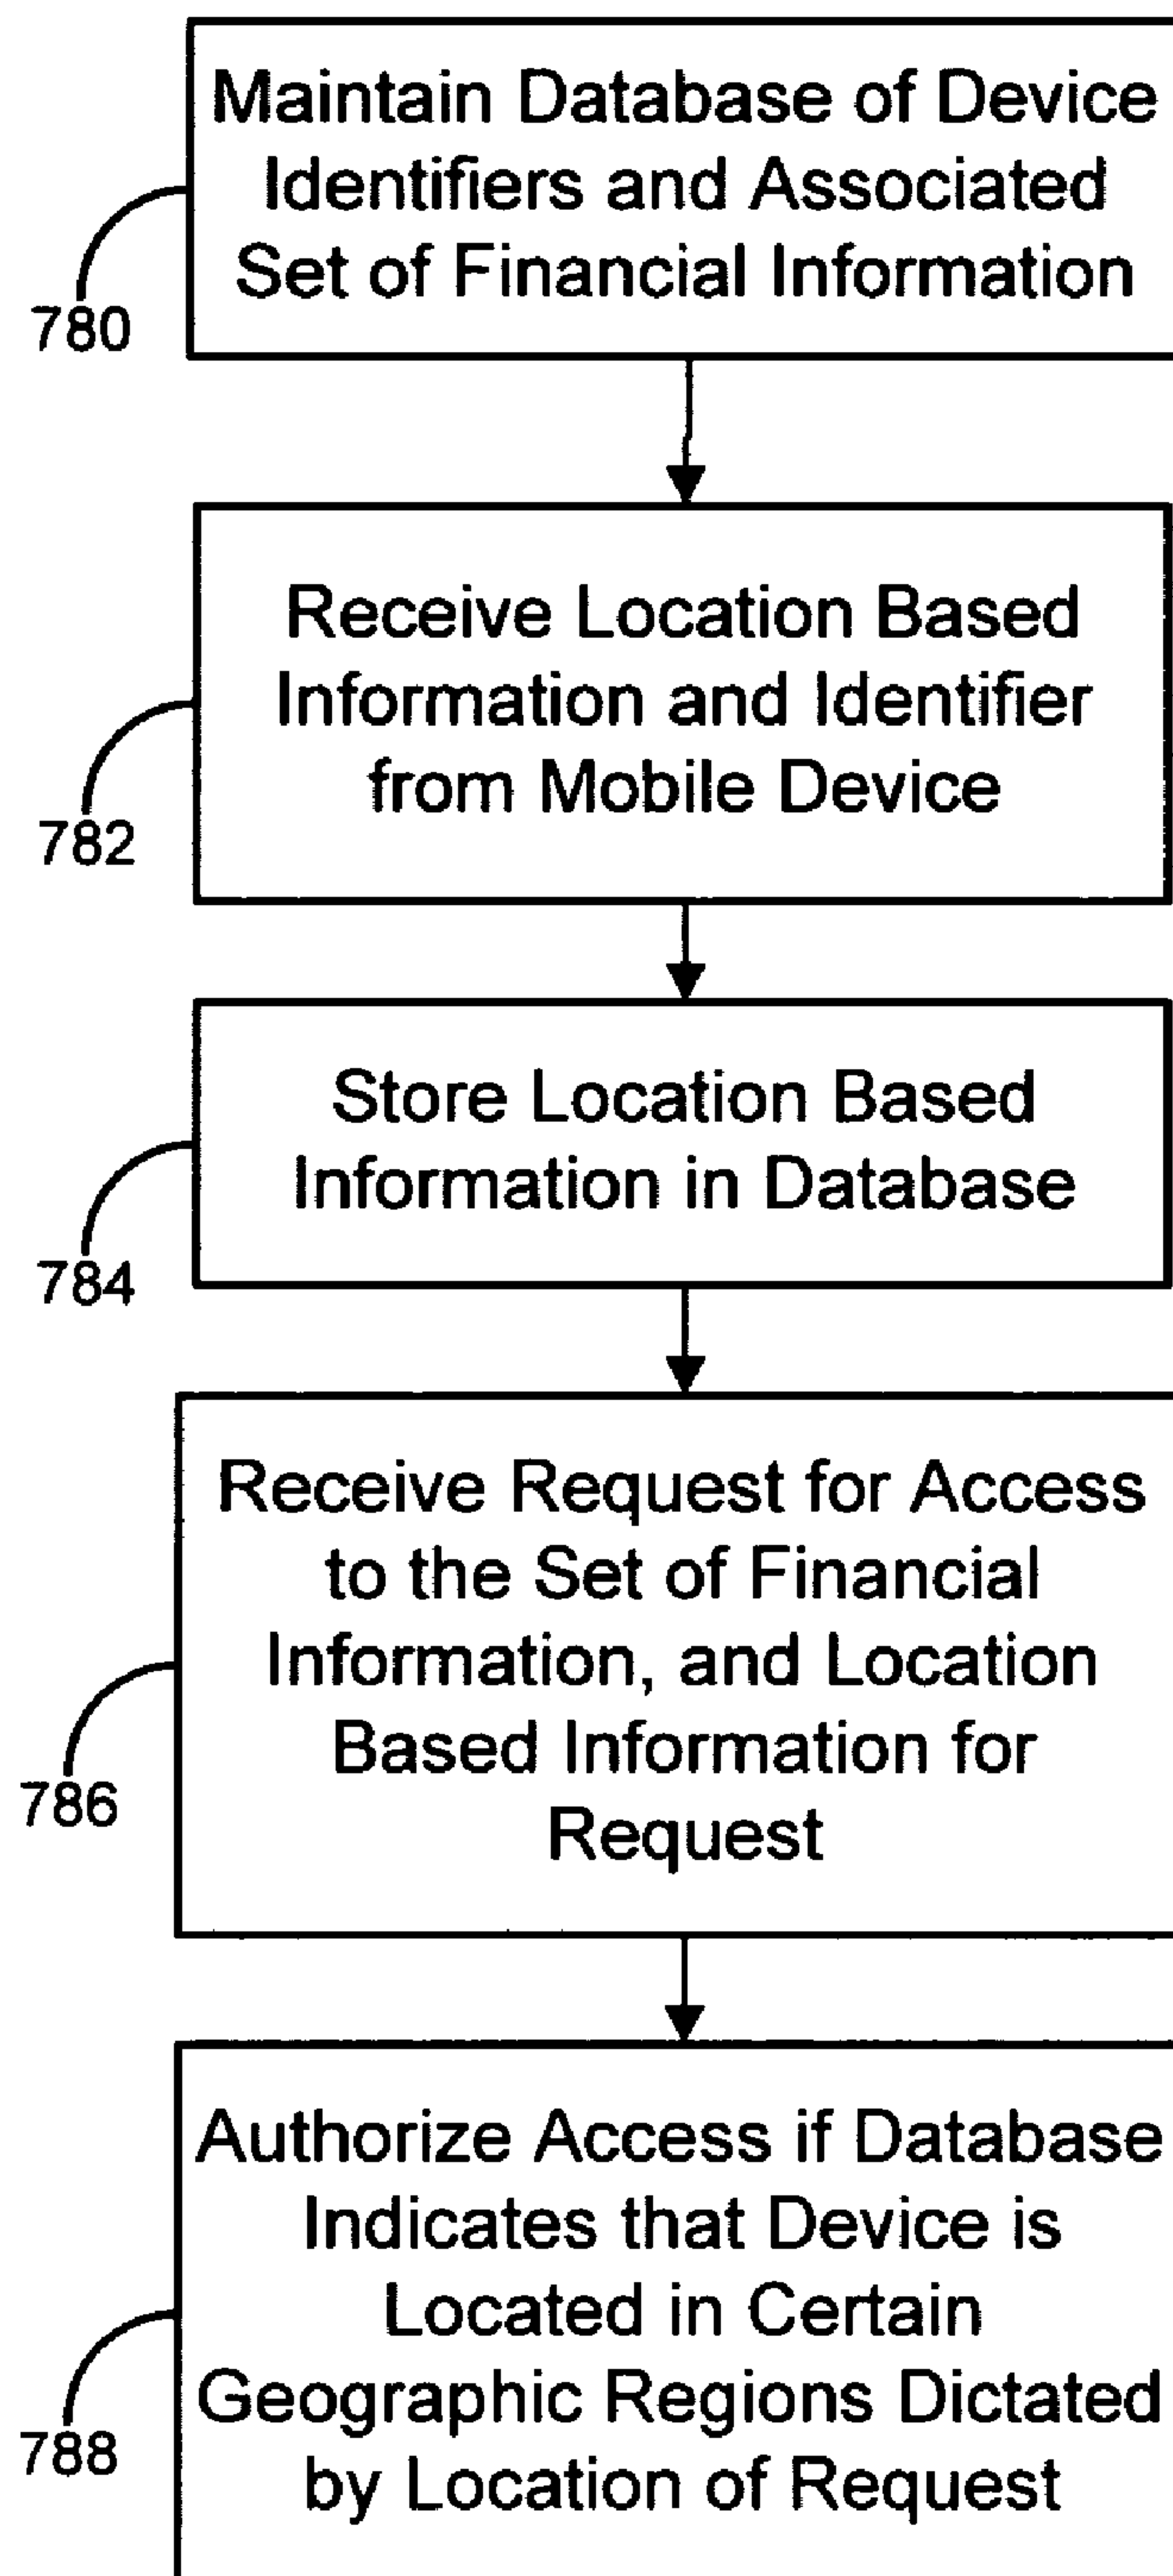 Maintain Database of Device
Identifiers and Associated
Set of Financial Information
780
Receive Location Based
Information and Identifier
from Mobile Device
782
Store Location Based
Information in Database
784
Receive Request for Access
to the Set of Financial
Information, and Location
Based Information for
Request
786
Authorize Access if Database
Indicates that Device is
Located in Certain
Geographic Regions Dictated
by Location of Request
788